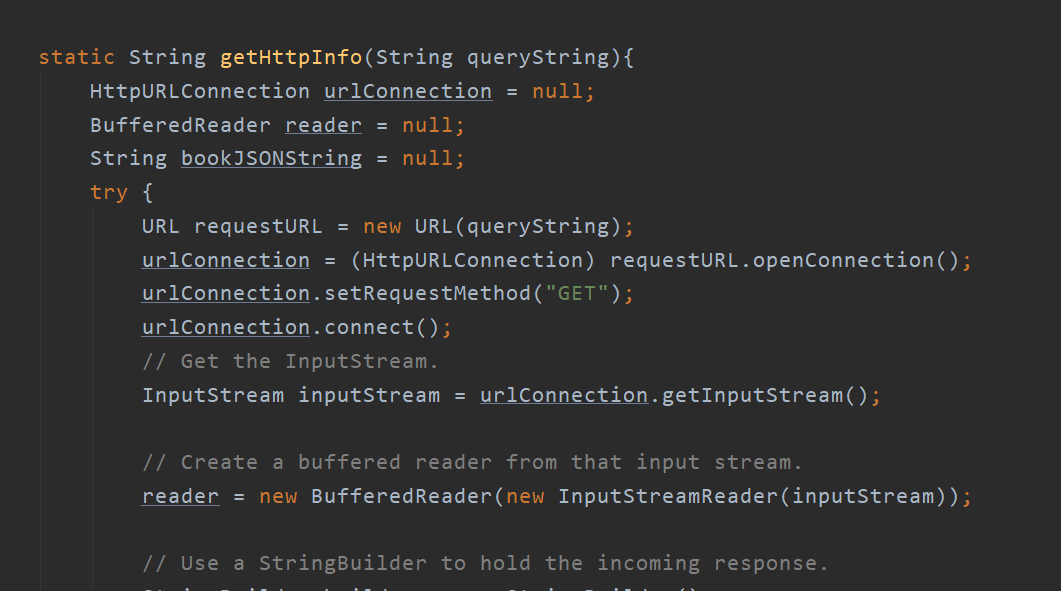 static String getHttpInfo(String queryString){
HttpURLConnection urlConnection = null;
BufferedReader reader = null;
String bookJSONString = null;
try {
URL requestURL = new URL(queryString);
urlConnection = (HttpURLConnection) requestURL.openConnection();
urlConnection.setRequestMethod("GET");
urlConnection.connect();
// Get the InputStream.
InputStream inputStream = urlConnection.getInputStream();
// Create a buffered reader from that input stream.
reader = new BufferedReader(new InputStreamReader(inputStream));
// Use a StringBuilder to hold the incoming response.